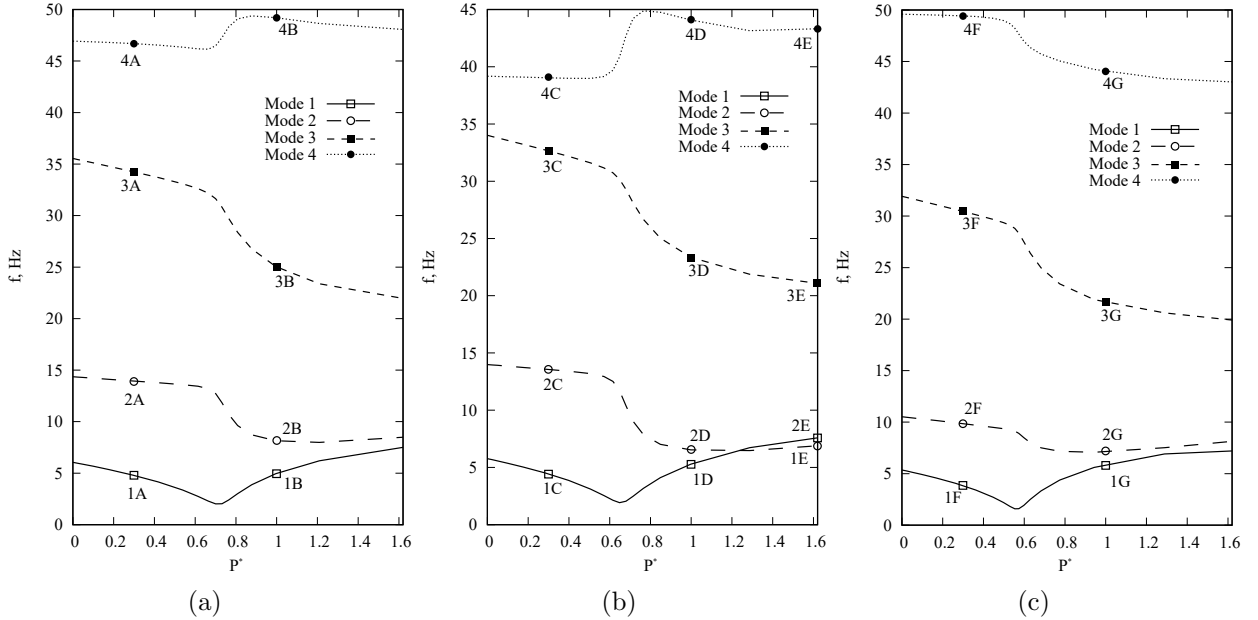 50
45
40
35
30
25
20
15
10
5
0
f, Hz
4A
4B
Mode 1
Mode 2
Mode 3
Mode 4
3A
3B
2A
2B
1A
1B
0 0.2 0.4 0.6 0.8 1 1.2 1.4 1.6
P*
(a)
45
40
35
30
25
20
15
10
5
0
f, Hz
4C
4D
4E
Mode 1
Mode 2
Mode 3
Mode 4
3C
3D
3E
2C
2D
2E
1E
1C
1D
0 0.2 0.4 0.6 0.8 1 1.2 1.4 1.6
P*
(b)
50
45
40
35
30
25
20
15
10
5
0
f, Hz
4F
4G
Mode 1
Mode 2
Mode 3
Mode 4
3F
3G
2F
2G
1F
1G
0 0.2 0.4 0.6 0.8 1 1.2 1.4 1.6
P*
(c)